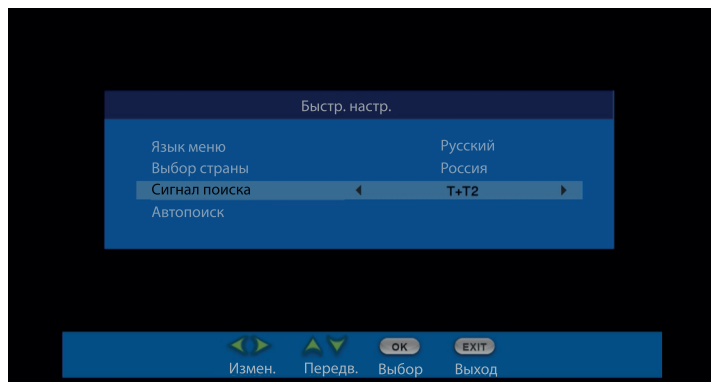 Быстр. настр.
Язык меню Русский
Выбор страны Россия
Сигнал поиска T+T2
Автопоиск
OK EXIT
Измен. Передв. Выбор Выход